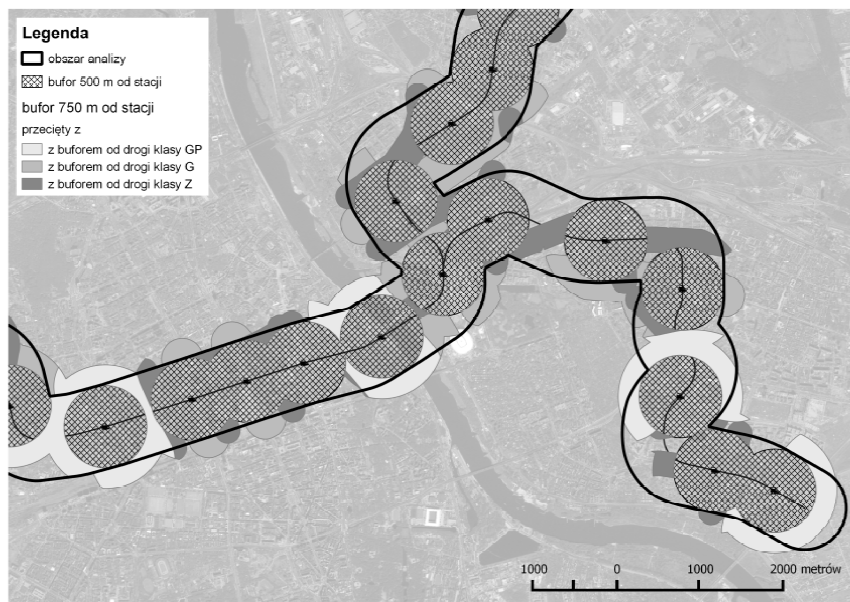 Legenda
obszar analizy
bufor 500 m od stacji
bufor 750 m od stacji
przecięty z
z buforem od drogi klasy GP
z buforem od drogi klasy G
z buforem od drogi klasy Z
1000 0 1000 2000 metrów